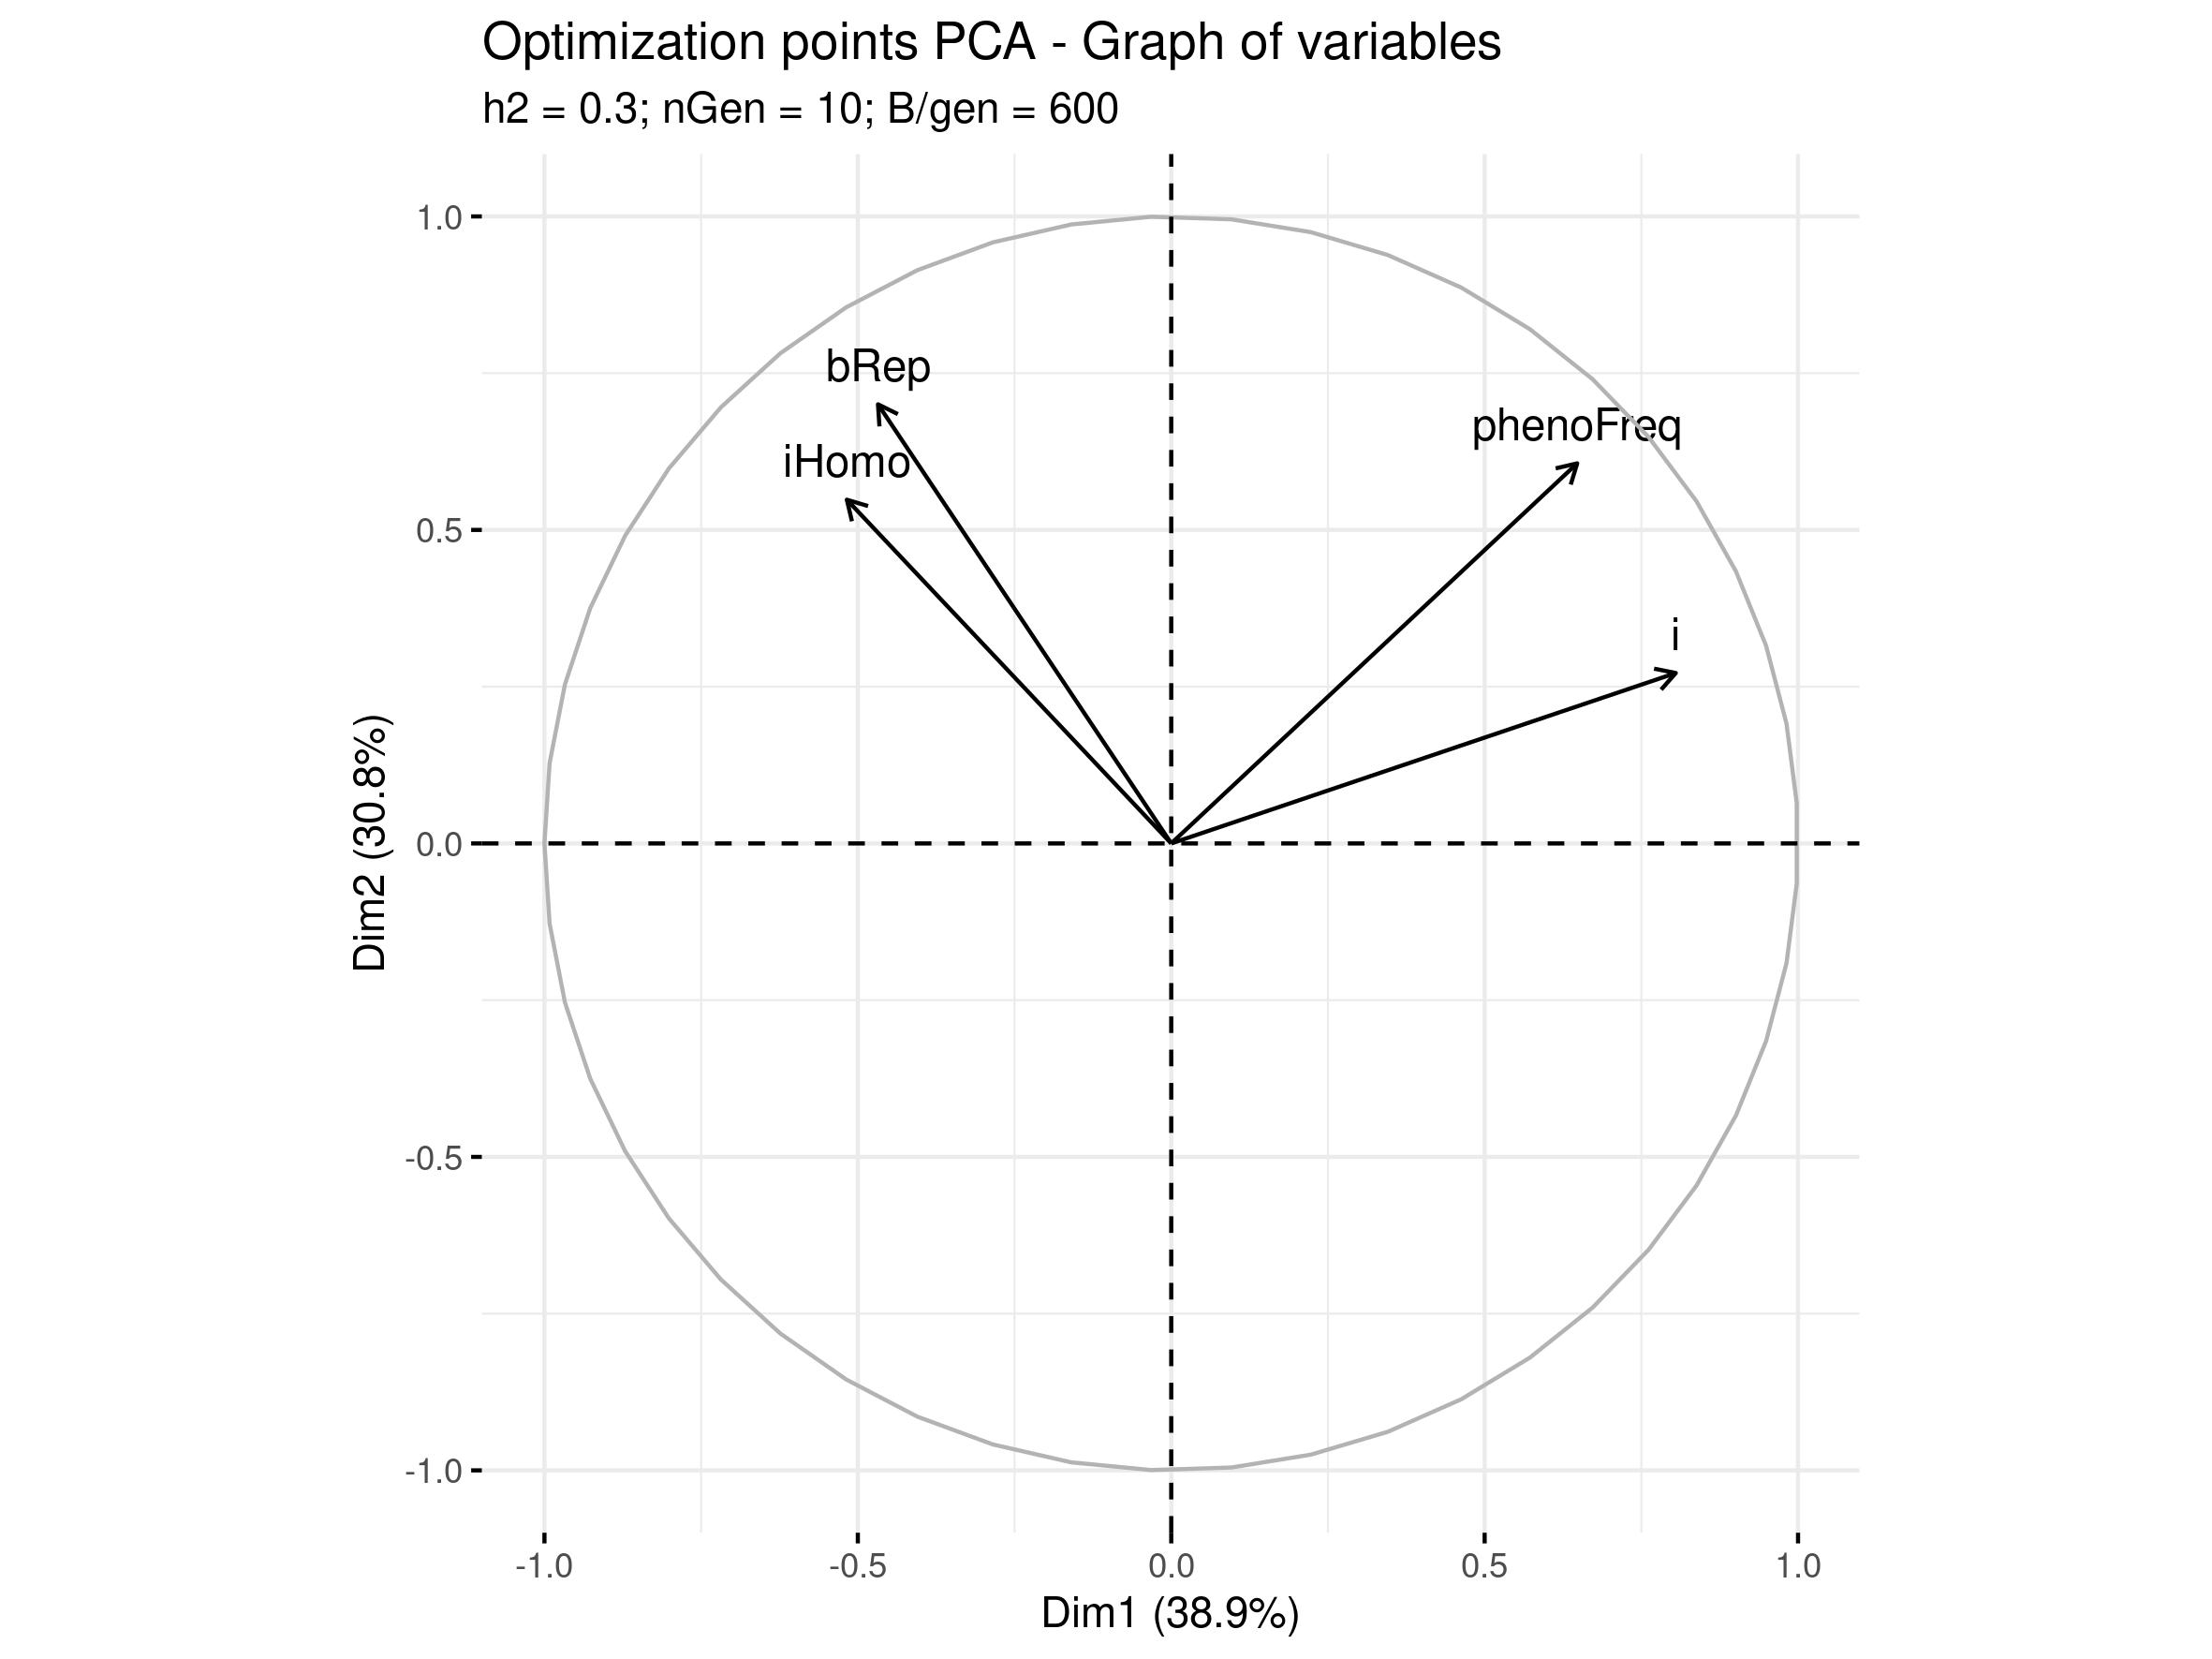 Optimization points PCA - Graph of variables
h2 = 0.3; nGen = 10; B/gen = 600
1.0
0.5
0.0
-0.5
-1.0
Dim2 (30.8%)
bRep
iHomo
phenoFreq
i
-1.0
-0.5
0.0
0.5
1.0
Dim1 (38.9%)